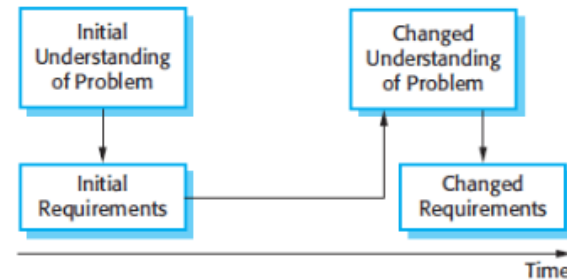 Initial
Understanding
of Problem
Changed
Understanding
of Problem
Initial
Requirements
Changed
Requirements
Time